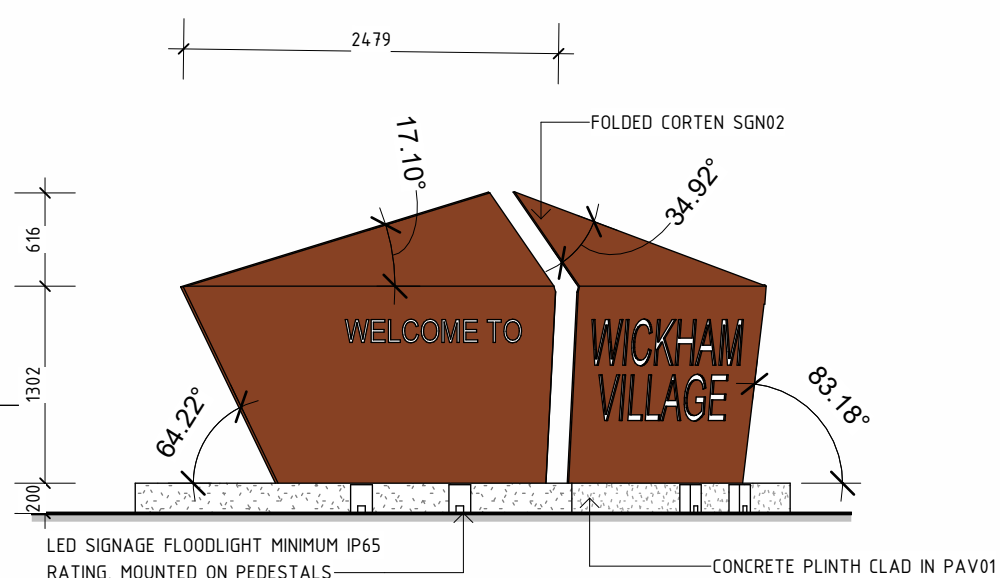 2479
FOLDED CORTEN SGN02
17.10°
34.92°
616
WELCOME TO
WICKHAM
VILLAGE
1302
64.22°
83.18°
200
LED SIGNAGE FLOODLIGHT MINIMUM IP65
RATING, MOUNTED ON PEDESTALS
CONCRETE PLINTH CLAD IN PAV01